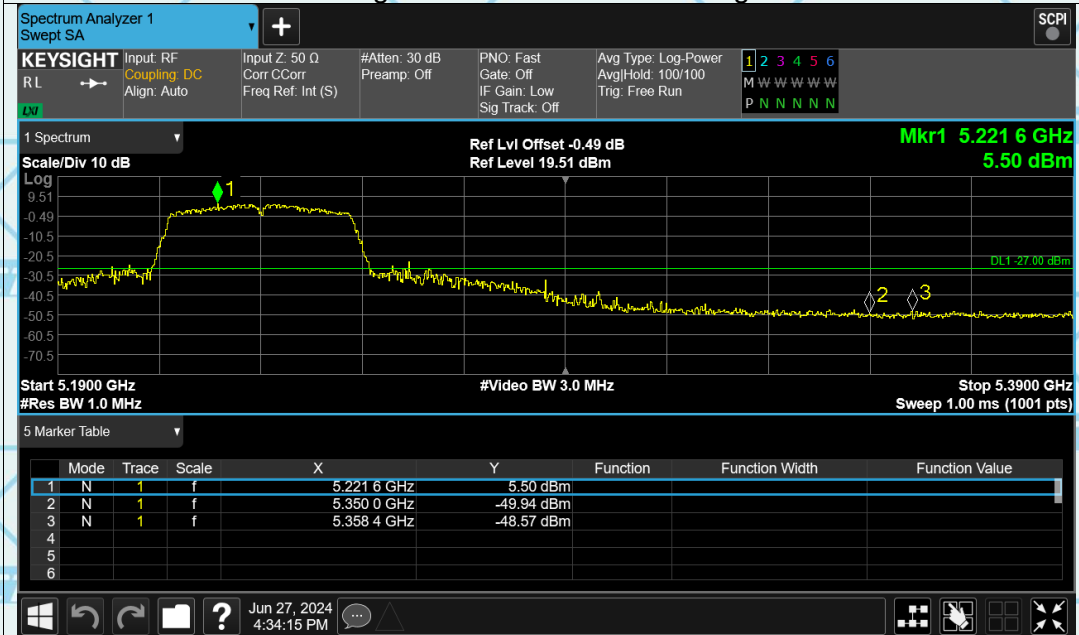 Spectrum Analyzer 1
Swept SA
+
SCPI
KEYSIGHT
RL
LXI
Input: RF
Coupling: DC
Align: Auto
Input Z: 50 Ω
Corr CCorr
Freq Ref: Int (S)
#Atten: 30 dB
Preamp: Off
PNO: Fast
Gate: Off
IF Gain: Low
Sig Track: Off
Avg Type: Log-Power
Avg|Hold: 100/100
Trig: Free Run
1 2 3 4 5 6
M W W W W W
P N N N N N
1 Spectrum
Scale/Div 10 dB
Ref Lvl Offset -0.49 dB
Ref Level 19.51 dBm
Mkr1 5.221 6 GHz
5.50 dBm
Log
9.51
-0.49
-10.5
-20.5
-30.5
-40.5
-50.5
-60.5
-70.5
1
DL1 -27.00 dBm
2
3
Start 5.1900 GHz
#Video BW 3.0 MHz
Stop 5.3900 GHz
#Res BW 1.0 MHz
Sweep 1.00 ms (1001 pts)
5 Marker Table
Mode Trace Scale X Y Function Function Width Function Value
1 N 1 f 5.221 6 GHz 5.50 dBm
2 N 1 f 5.350 0 GHz -49.94 dBm
3 N 1 f 5.358 4 GHz -48.57 dBm
4
5
6
?
Jun 27, 2024
4:34:15 PM